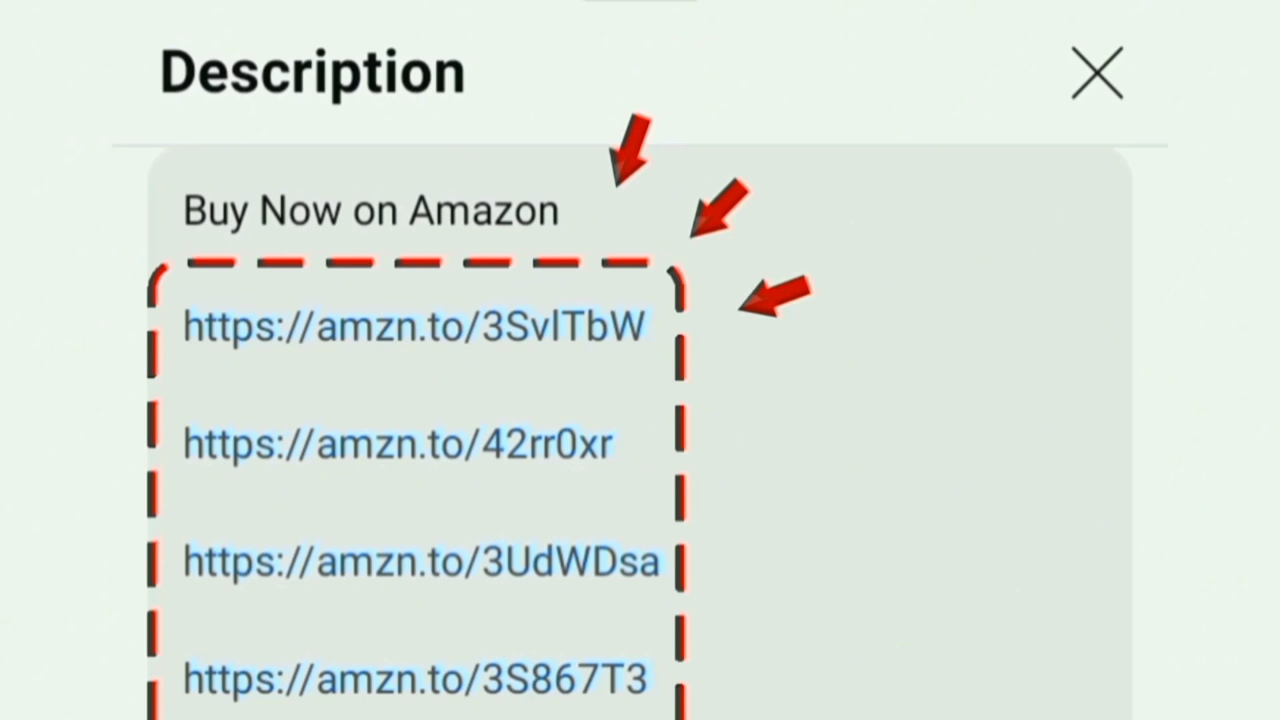 Description
Buy Now on Amazon
https://amzn.to/3SvlTbW
https://amzn.to/42rr0xr
https://amzn.to/3UdWDsa
https://amzn.to/3S867T3